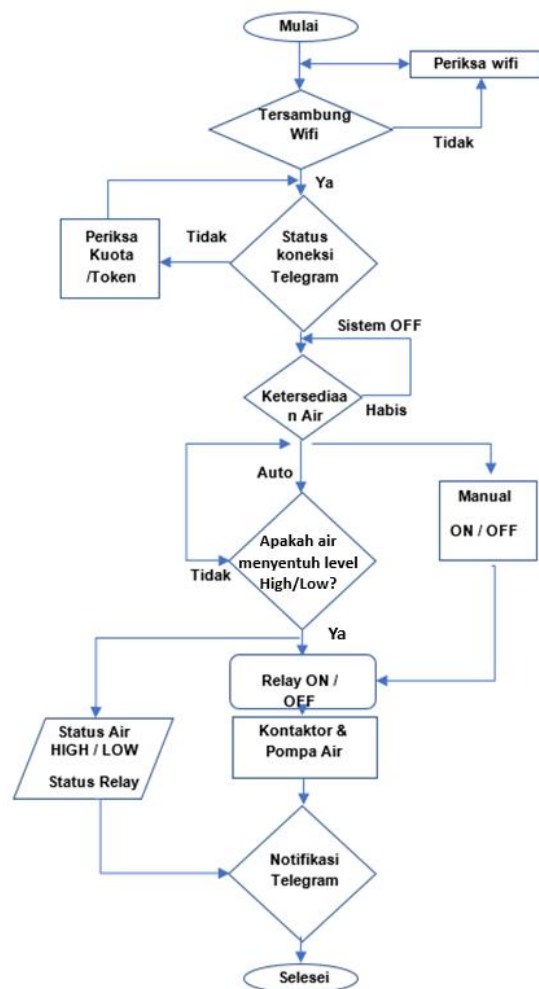 Mulai
Periksa wifi
Tersambung
Wifi
Tidak
Ya
Periksa
Kuota
/Token
Tidak
Status
koneksi
Telegram
Sistem OFF
Ketersediaa
n Air
Habis
Auto
Manual
ON / OFF
Apakah air
menyentuh level
High/Low?
Tidak
Ya
Relay ON /
OFF
Status Air
HIGH / LOW
Status Relay
Kontaktor &
Pompa Air
Notifikasi
Telegram
Selesei